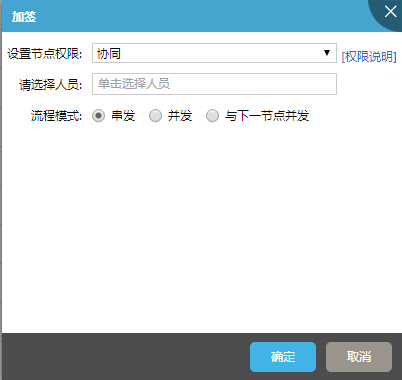 加签
设置节点权限: 协同 [权限说明]
请选择人员: 单击选择人员
流程模式: 串发 并发 与下一节点并发
确定 取消